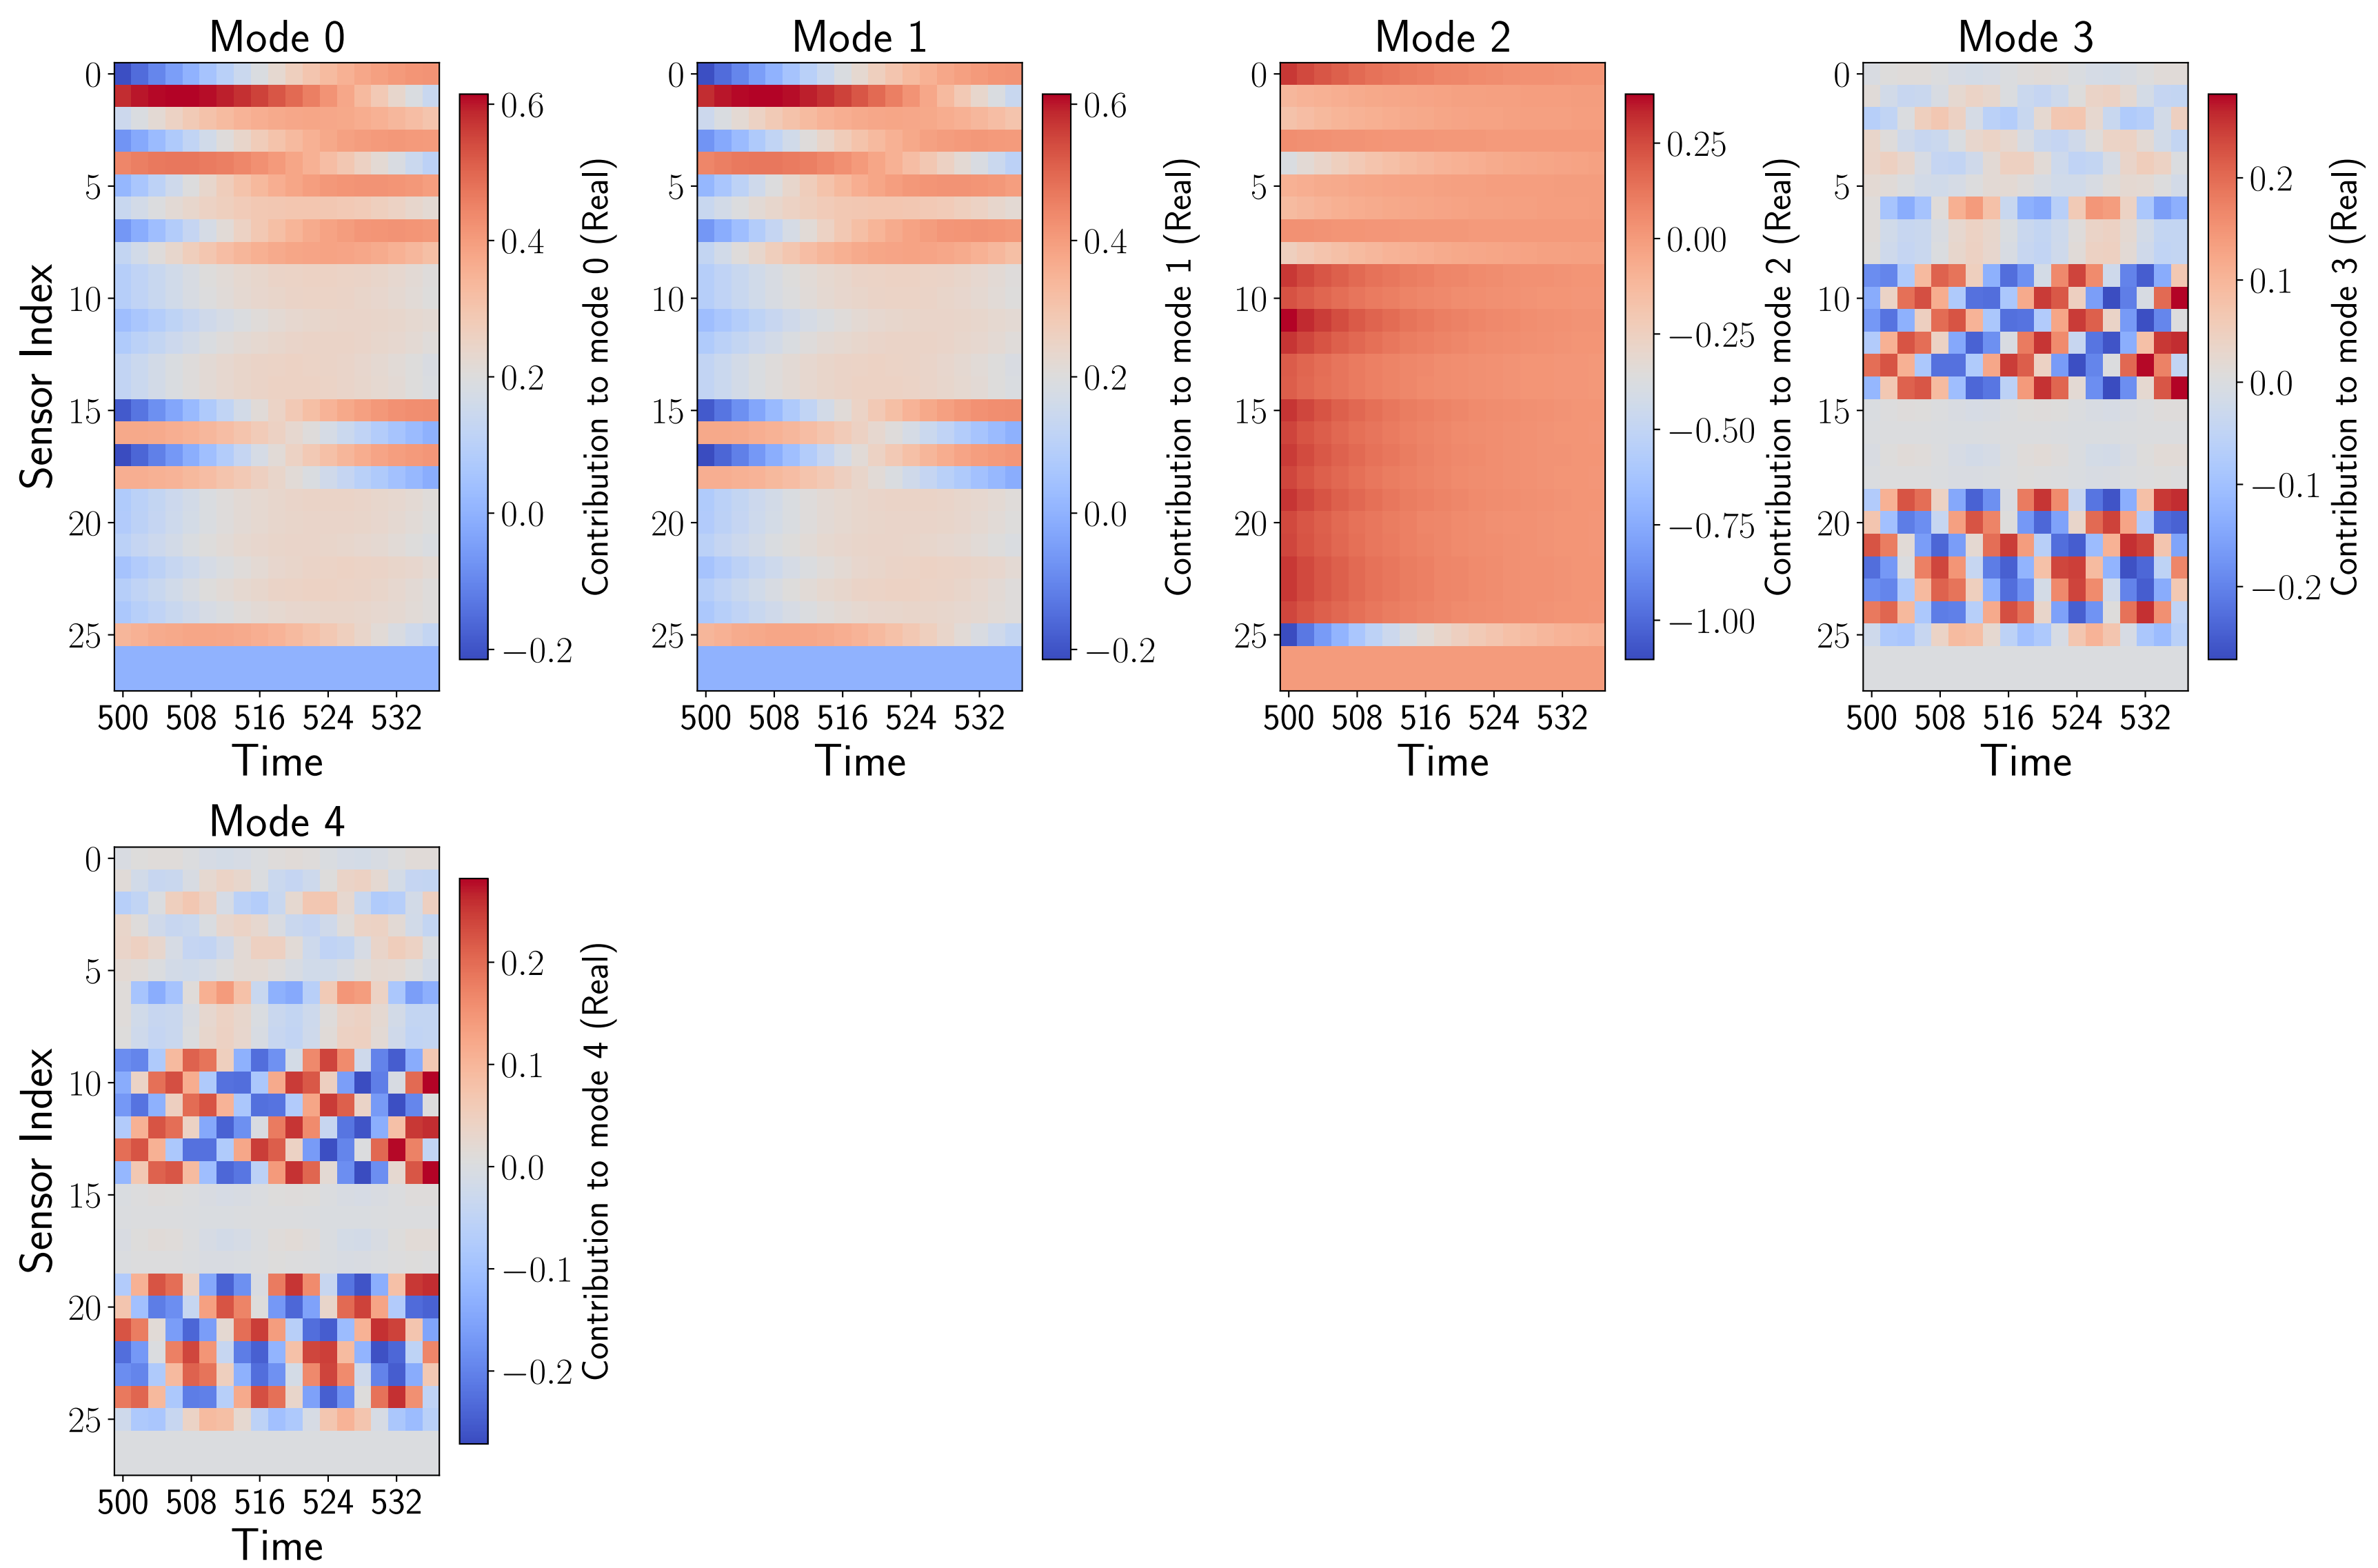 Mode 0
Mode 1
Mode 2
Mode 3
0
5
10
15
20
25
Sensor Index
500 508 516 524 532
Time
0.6
0.4
0.2
0.0
−0.2
Contribution to mode 0 (Real)
0
5
10
15
20
25
500 508 516 524 532
Time
0.6
0.4
0.2
0.0
−0.2
Contribution to mode 1 (Real)
0
5
10
15
20
25
500 508 516 524 532
Time
0.25
0.00
−0.25
−0.50
−0.75
−1.00
Contribution to mode 2 (Real)
0
5
10
15
20
25
500 508 516 524 532
Time
0.2
0.1
0.0
−0.1
−0.2
Contribution to mode 3 (Real)
Mode 4
0
5
10
15
20
25
Sensor Index
500 508 516 524 532
Time
0.2
0.1
0.0
−0.1
−0.2
Contribution to mode 4 (Real)